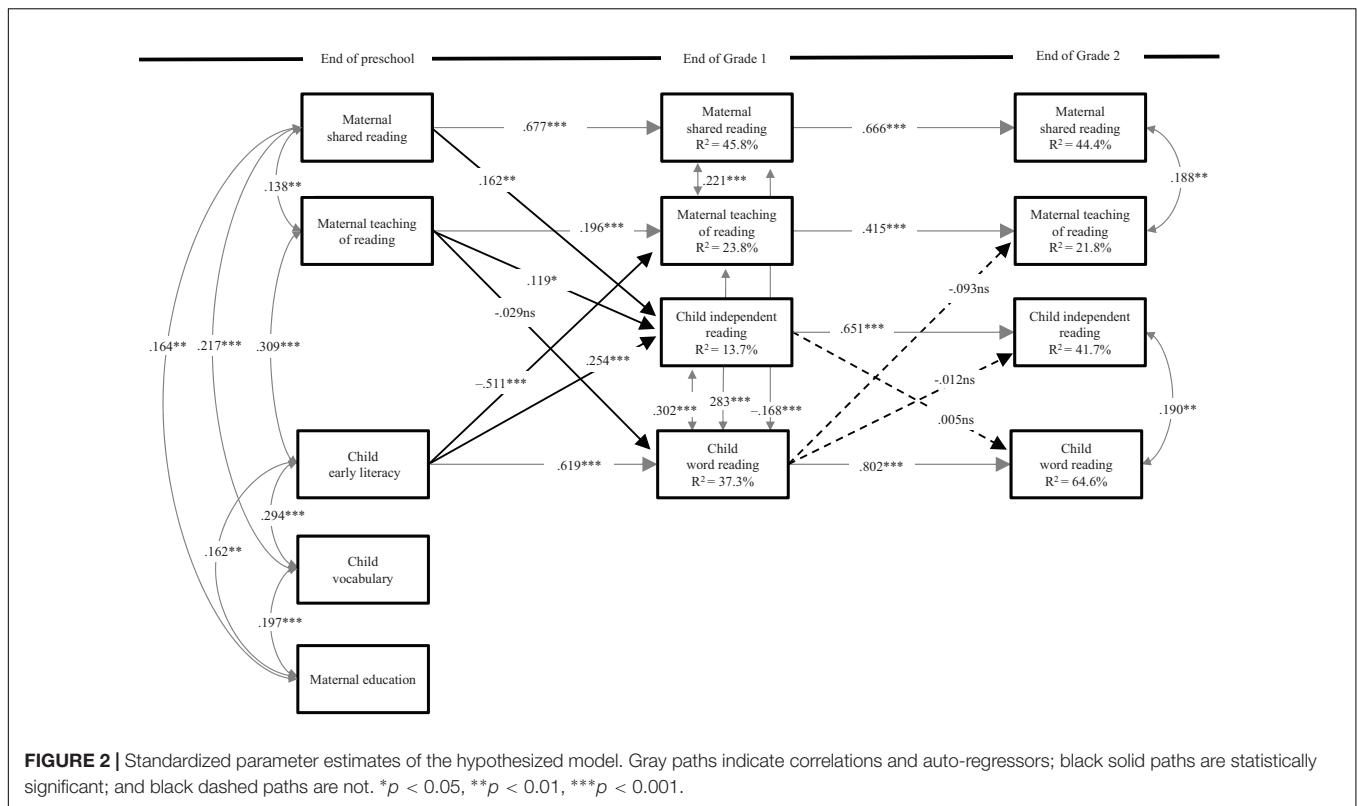 End of preschool
End of Grade 1
End of Grade 2
Maternal
shared reading
.677***
Maternal
shared reading
R² = 45.8%
.666***
Maternal
shared reading
R² = 44.4%
.138**
.162**
.221***
.188**
Maternal teaching
of reading
.196***
Maternal teaching
of reading
R² = 23.8%
.415***
Maternal teaching
of reading
R² = 21.8%
.119*
-.029ns
-.093ns
Child independent
reading
R² = 13.7%
.651***
Child independent
reading
R² = 41.7%
.164**
.217***
.309***
.254***
–.511***
-.012ns
.302***
283***
–.168***
.005ns
.190**
Child
early literacy
.619***
Child
word reading
R² = 37.3%
.802***
Child
word reading
R² = 64.6%
.294***
.162**
Child
vocabulary
.197***
Maternal education
FIGURE 2 | Standardized parameter estimates of the hypothesized model. Gray paths indicate correlations and auto-regressors; black solid paths are statistically
significant; and black dashed paths are not. *p < 0.05, **p < 0.01, ***p < 0.001.